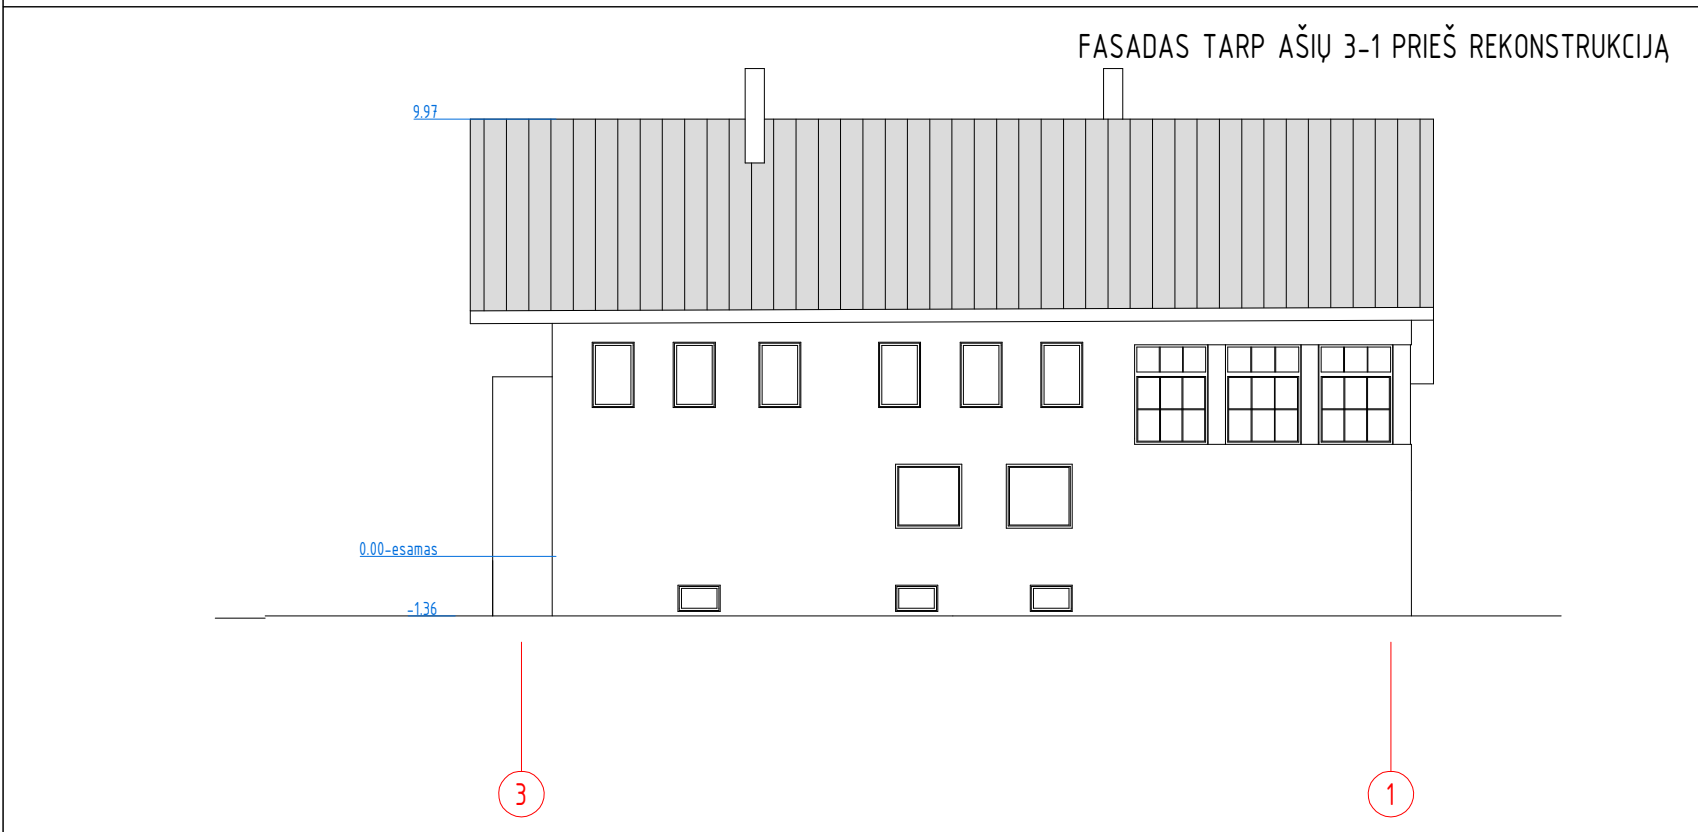 FASADAS TARP AŠIŲ 3-1 PRIEŠ REKONSTRUKCIJĄ
9.97
0.00-esamas
-1.36
3
1